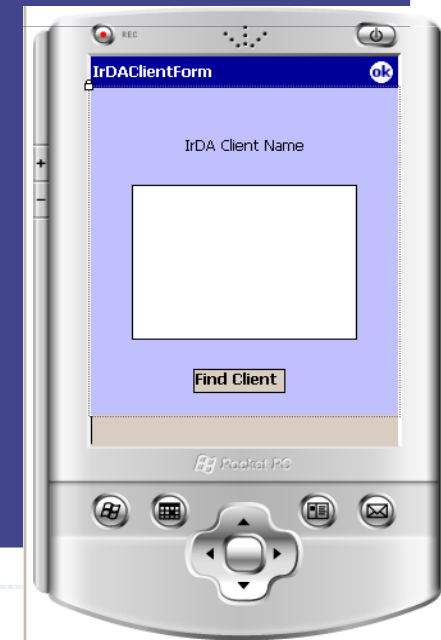 REC
IrDAClientForm ok
IrDA Client Name
Find Client
Pocket PC
+
-